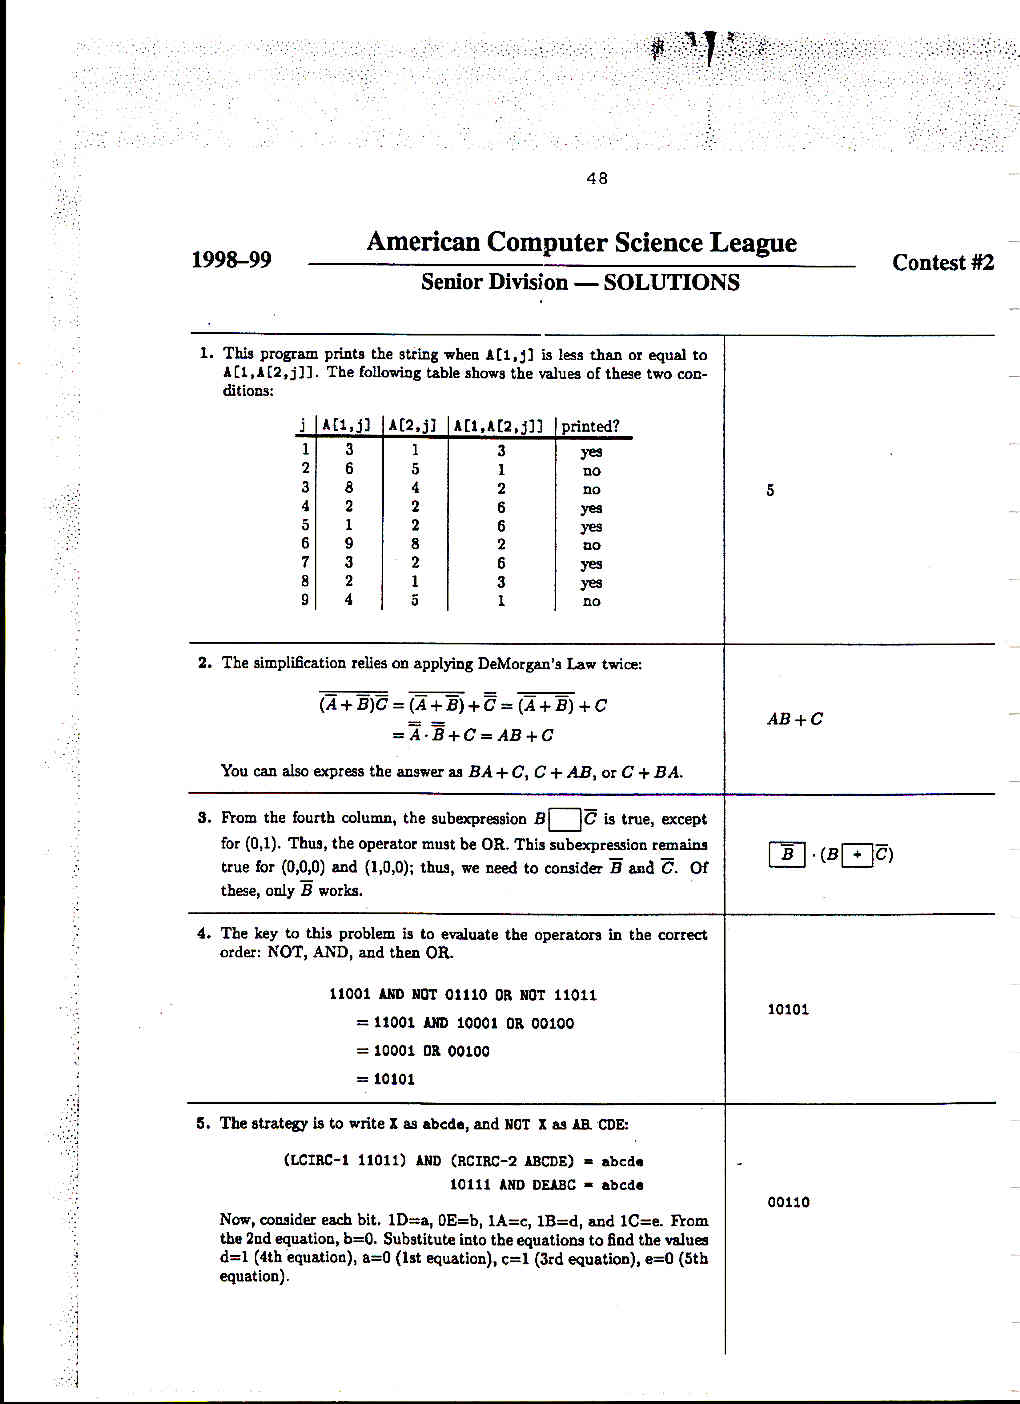 48
American Computer Science League
1998–99
Contest #2
Senior Division — SOLUTIONS
1. This program prints the string when A[1,j] is less than or equal to
A[1,A[2,j]]. The following table shows the values of these two con-
ditions:
j A[1,j] A[2,j] A[1,A[2,j]] printed?
1 3 1 3 yes
2 6 5 1 no
3 8 4 2 no
4 2 2 6 yes
5 1 2 6 yes
6 9 8 2 no
7 3 2 6 yes
8 2 1 3 yes
9 4 5 1 no
5
2. The simplification relies on applying DeMorgan's Law twice:
$\overline{(\overline{A}+\overline{B})\overline{C}} = \overline{(\overline{A}+\overline{B})}+\overline{\overline{C}} = \overline{(\overline{A}+\overline{B})}+C$
$= \overline{\overline{A}}\cdot\overline{\overline{B}}+C = AB+C$
You can also express the answer as BA + C, C + AB, or C + BA.
AB + C
3. From the fourth column, the subexpression B☐C̅ is true, except
for (0,1). Thus, the operator must be OR. This subexpression remains
true for (0,0,0) and (1,0,0); thus, we need to consider B̅ and C̅. Of
these, only B̅ works.
B̅ · (B + C̅)
4. The key to this problem is to evaluate the operators in the correct
order: NOT, AND, and then OR.
11001 AND NOT 01110 OR NOT 11011
= 11001 AND 10001 OR 00100
= 10001 OR 00100
= 10101
10101
5. The strategy is to write X as abcde, and NOT X as AB CDE:
(LCIRC-1 11011) AND (RCIRC-2 ABCDE) = abcde
10111 AND DEABC = abcde
Now, consider each bit. 1D=a, 0E=b, 1A=c, 1B=d, and 1C=e. From
the 2nd equation, b=0. Substitute into the equations to find the values
d=1 (4th equation), a=0 (1st equation), c=1 (3rd equation), e=0 (5th
equation).
00110